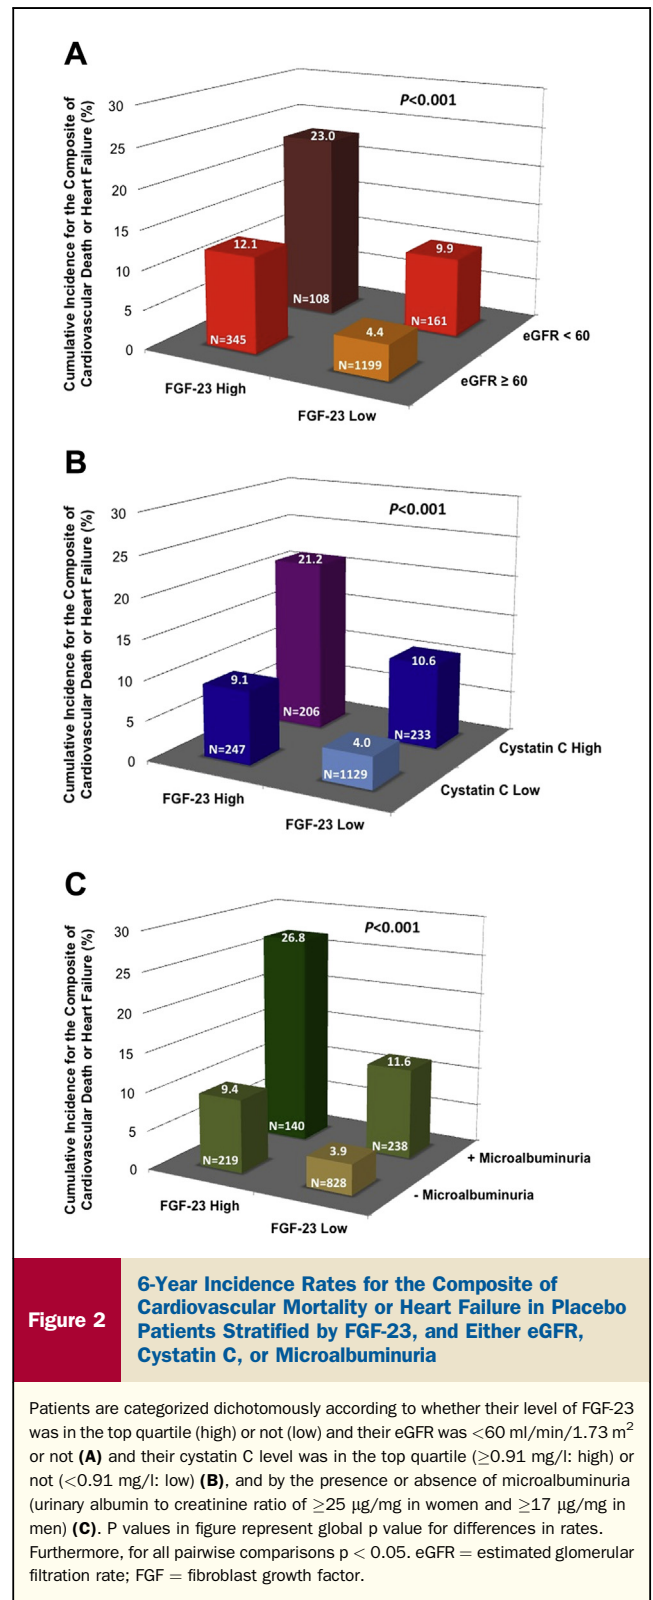 A
Cumulative Incidence for the Composite of
Cardiovascular Death or Heart Failure (%)
30
25
20
15
10
5
0
P<0.001
23.0
12.1
9.9
4.4
N=108
N=345
N=161
N=1199
eGFR < 60
eGFR ≥ 60
FGF-23 High
FGF-23 Low
B
Cumulative Incidence for the Composite of
Cardiovascular Death or Heart Failure (%)
30
25
20
15
10
5
0
P<0.001
21.2
9.1
10.6
4.0
N=206
N=247
N=233
N=1129
Cystatin C High
Cystatin C Low
FGF-23 High
FGF-23 Low
C
Cumulative Incidence for the Composite of
Cardiovascular Death or Heart Failure (%)
30
25
20
15
10
5
0
P<0.001
26.8
9.4
11.6
3.9
N=140
N=219
N=238
N=828
+ Microalbuminuria
- Microalbuminuria
FGF-23 High
FGF-23 Low
Figure 2
6-Year Incidence Rates for the Composite of
Cardiovascular Mortality or Heart Failure in Placebo
Patients Stratified by FGF-23, and Either eGFR,
Cystatin C, or Microalbuminuria
Patients are categorized dichotomously according to whether their level of FGF-23
was in the top quartile (high) or not (low) and their eGFR was <60 ml/min/1.73 m²
or not (A) and their cystatin C level was in the top quartile (≥0.91 mg/l: high) or
not (<0.91 mg/l: low) (B), and by the presence or absence of microalbuminuria
(urinary albumin to creatinine ratio of ≥25 μg/mg in women and ≥17 μg/mg in
men) (C). P values in figure represent global p value for differences in rates.
Furthermore, for all pairwise comparisons p < 0.05. eGFR = estimated glomerular
filtration rate; FGF = fibroblast growth factor.